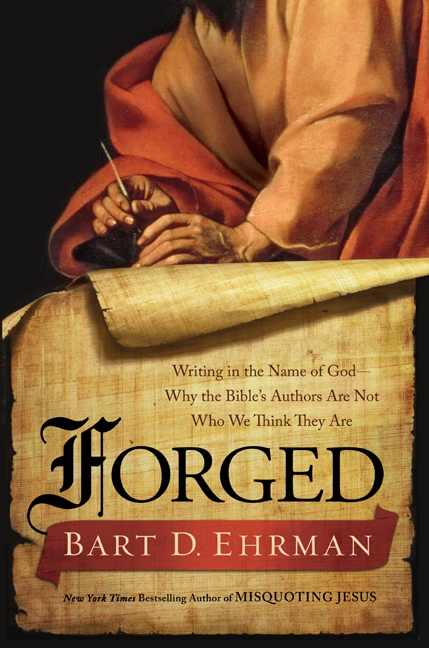 Writing in the Name of God—
Why the Bible's Authors Are Not
Who We Think They Are
FORGED
BART D. EHRMAN
New York Times Bestselling Author of MISQUOTING JESUS